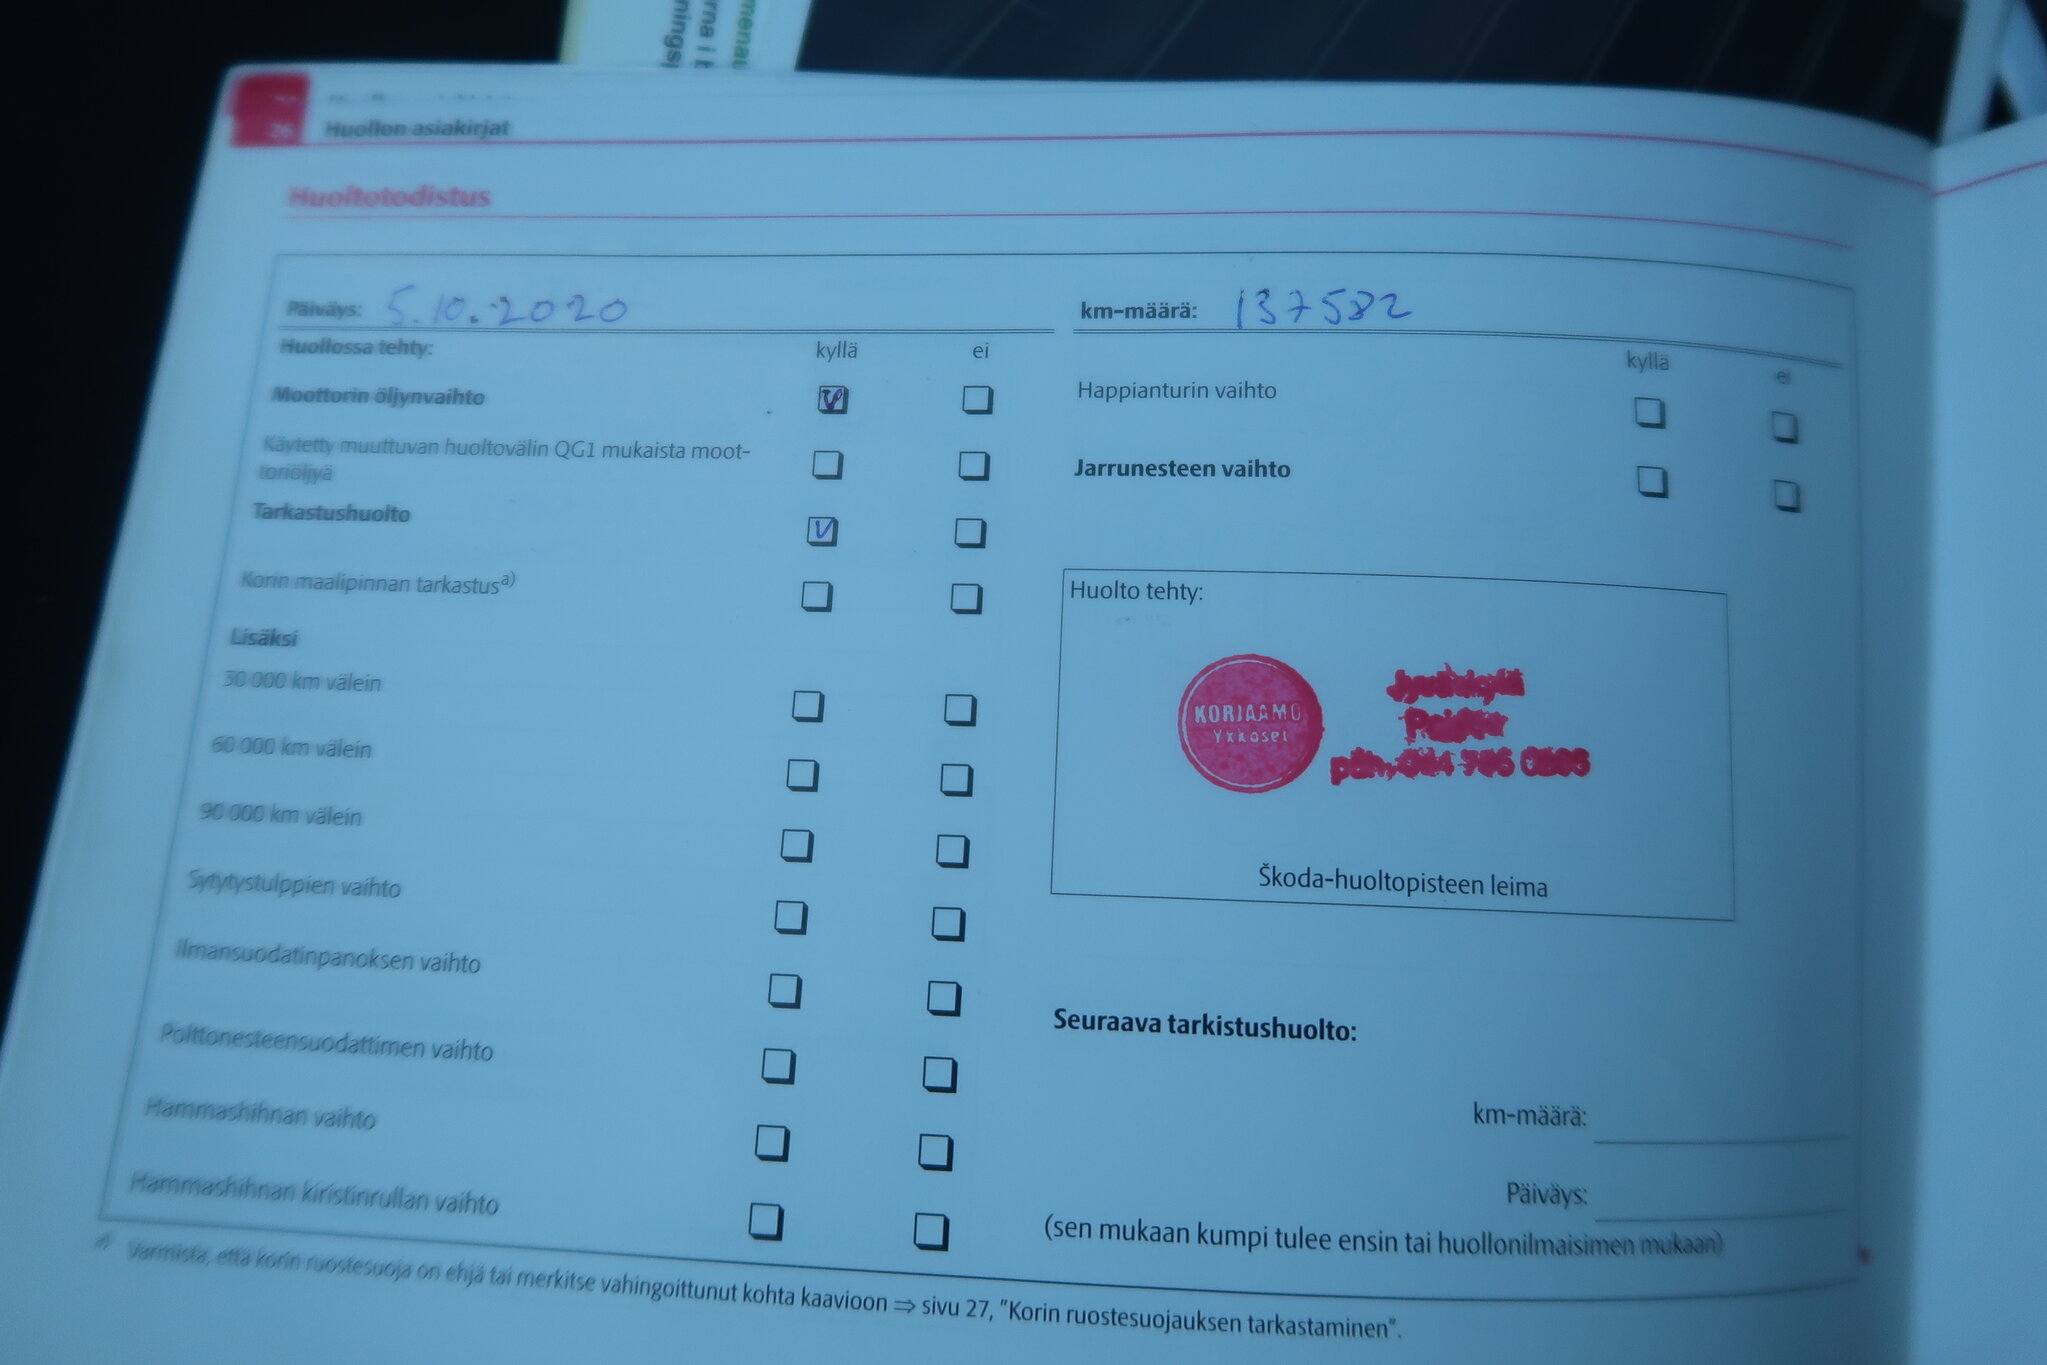 menau
rna i
nings
26 Huollon asiakirjat
Huoltotodistus
Päiväys: 5.10.2020
km-määrä: 137582
Huollossa tehty: kyllä ei
Moottorin öljynvaihto
Käytetty muuttuvan huoltovälin QG1 mukaista moot-
toriöljyä
Tarkastushuolto
Korin maalipinnan tarkastus a)
Lisäksi
30 000 km välein
60 000 km välein
90 000 km välein
Sytytystulppien vaihto
Ilmansuodatinpanoksen vaihto
Polttonesteensuodattimen vaihto
Hammashihnan vaihto
Hammashihnan kiristinrullan vaihto
kyllä ei
Happianturin vaihto
Jarrunesteen vaihto
Huolto tehty:
KORJAAMO
Yxköset
Škoda-huoltopisteen leima
Seuraava tarkistushuolto:
km-määrä:
Päiväys:
(sen mukaan kumpi tulee ensin tai huollonilmaisimen mukaan)
a) Varmista, että korin ruostesuoja on ehjä tai merkitse vahingoittunut kohta kaavioon ⇒ sivu 27, "Korin ruostesuojauksen tarkastaminen".